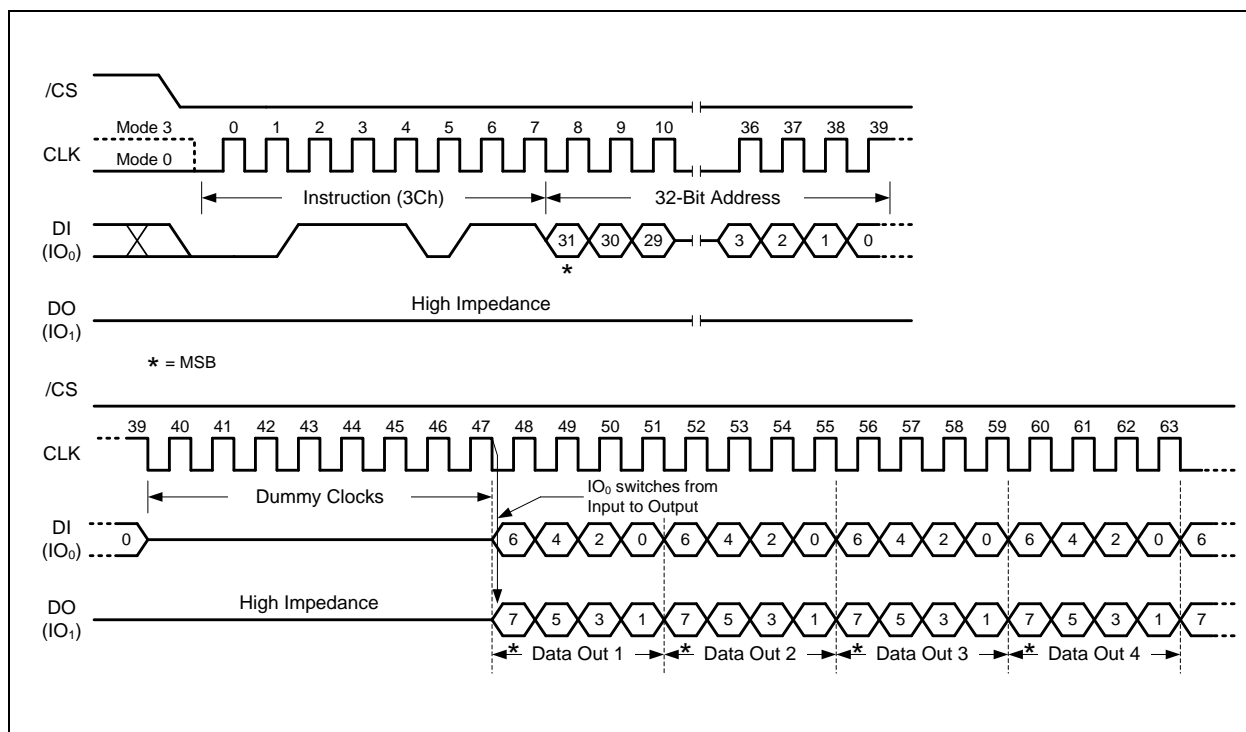 /CS
Mode 3 0 1 2 3 4 5 6 7 8 9 10 36 37 38 39
CLK
Mode 0
Instruction (3Ch) 32-Bit Address
DI
(IO₀)
31 30 29 3 2 1 0
*
High Impedance
DO
(IO₁)
* = MSB
/CS
39 40 41 42 43 44 45 46 47 48 49 50 51 52 53 54 55 56 57 58 59 60 61 62 63
CLK
Dummy Clocks
IO₀ switches from
Input to Output
DI
(IO₀)
0 6 4 2 0 6 4 2 0 6 4 2 0 6 4 2 0 6
High Impedance
DO
(IO₁)
7 5 3 1 7 5 3 1 7 5 3 1 7 5 3 1 7
* Data Out 1 * Data Out 2 * Data Out 3 * Data Out 4